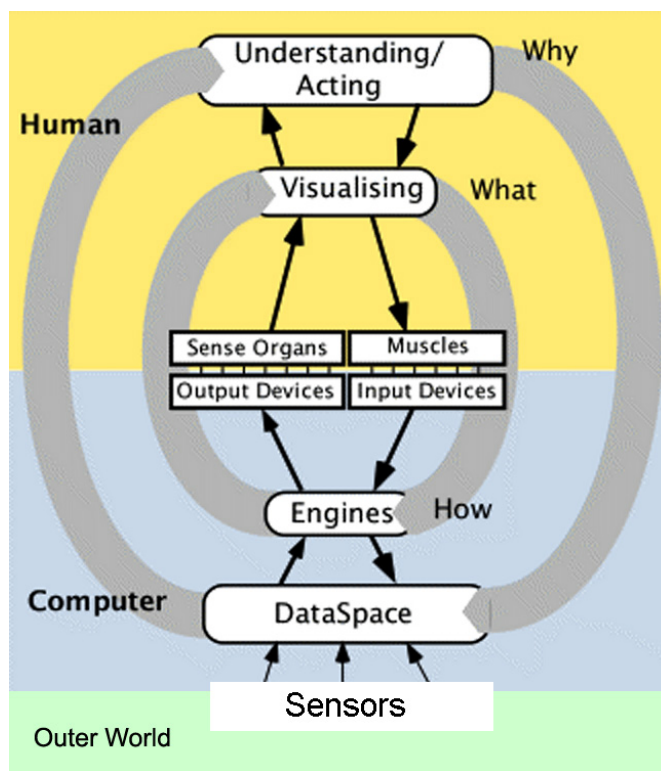 Understanding/
Acting
Why
Human
Visualising
What
Sense Organs
Muscles
Output Devices
Input Devices
Engines
How
Computer
DataSpace
Sensors
Outer World